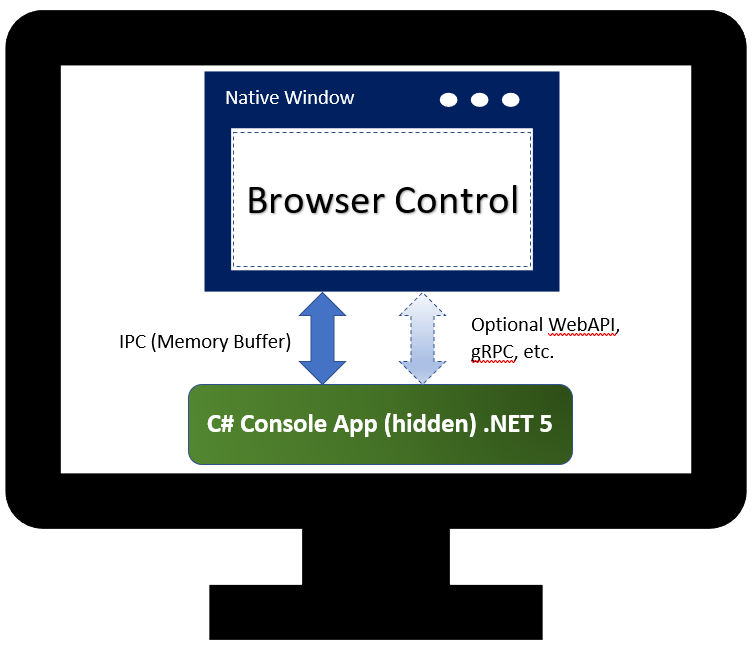 Native Window
Browser Control
IPC (Memory Buffer)
Optional WebAPI,
gRPC, etc.
C# Console App (hidden) .NET 5